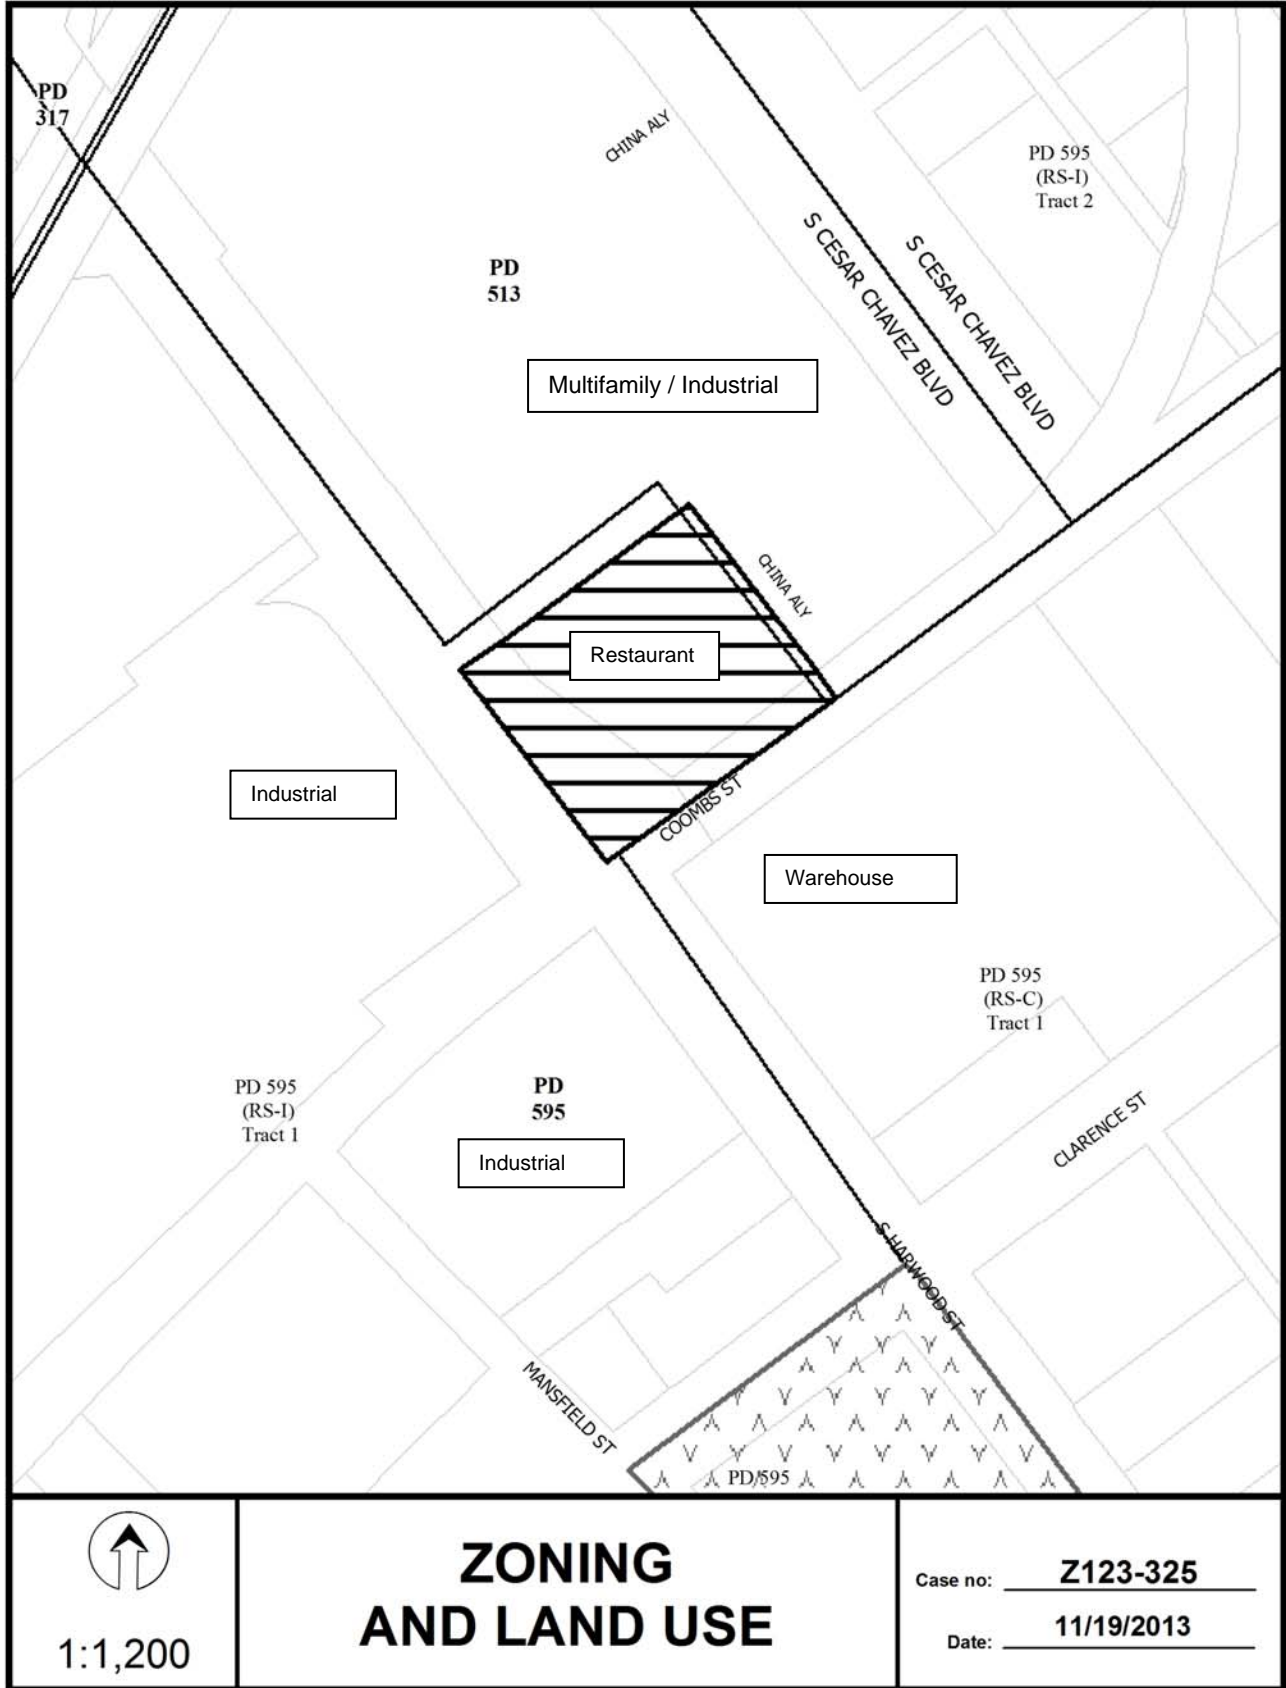 PD
317
CHINA ALY
PD 595
(RS-I)
Tract 2
S CESAR CHAVEZ BLVD
S CESAR CHAVEZ BLVD
PD
513
Multifamily / Industrial
CHINA ALY
Restaurant
Industrial
COOMBS ST
Warehouse
PD 595
(RS-C)
Tract 1
PD 595
(RS-I)
Tract 1
PD
595
CLARENCE ST
Industrial
S HARWOOD ST
MANSFIELD ST
PD 595
1:1,200
ZONING
AND LAND USE
Case no: Z123-325
Date: 11/19/2013